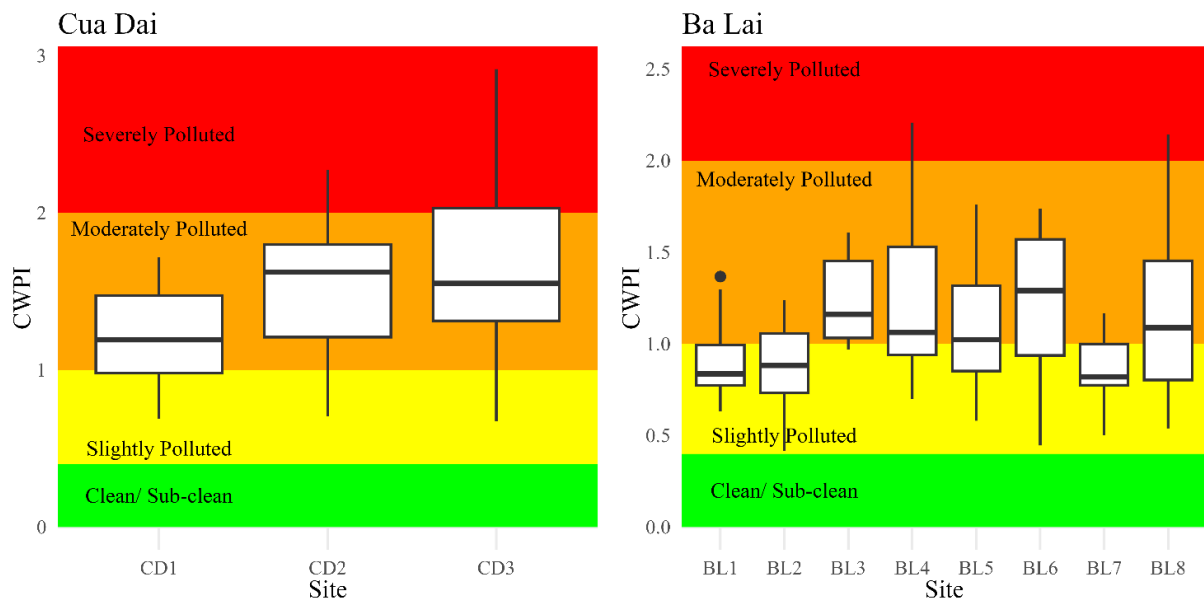 Cua Dai
3
2
1
0
CWPI
Severely Polluted
Moderately Polluted
Slightly Polluted
Clean/ Sub-clean
CD1 CD2 CD3
Site
Ba Lai
2.5
2.0
1.5
1.0
0.5
0.0
CWPI
Severely Polluted
Moderately Polluted
Slightly Polluted
Clean/ Sub-clean
BL1 BL2 BL3 BL4 BL5 BL6 BL7 BL8
Site